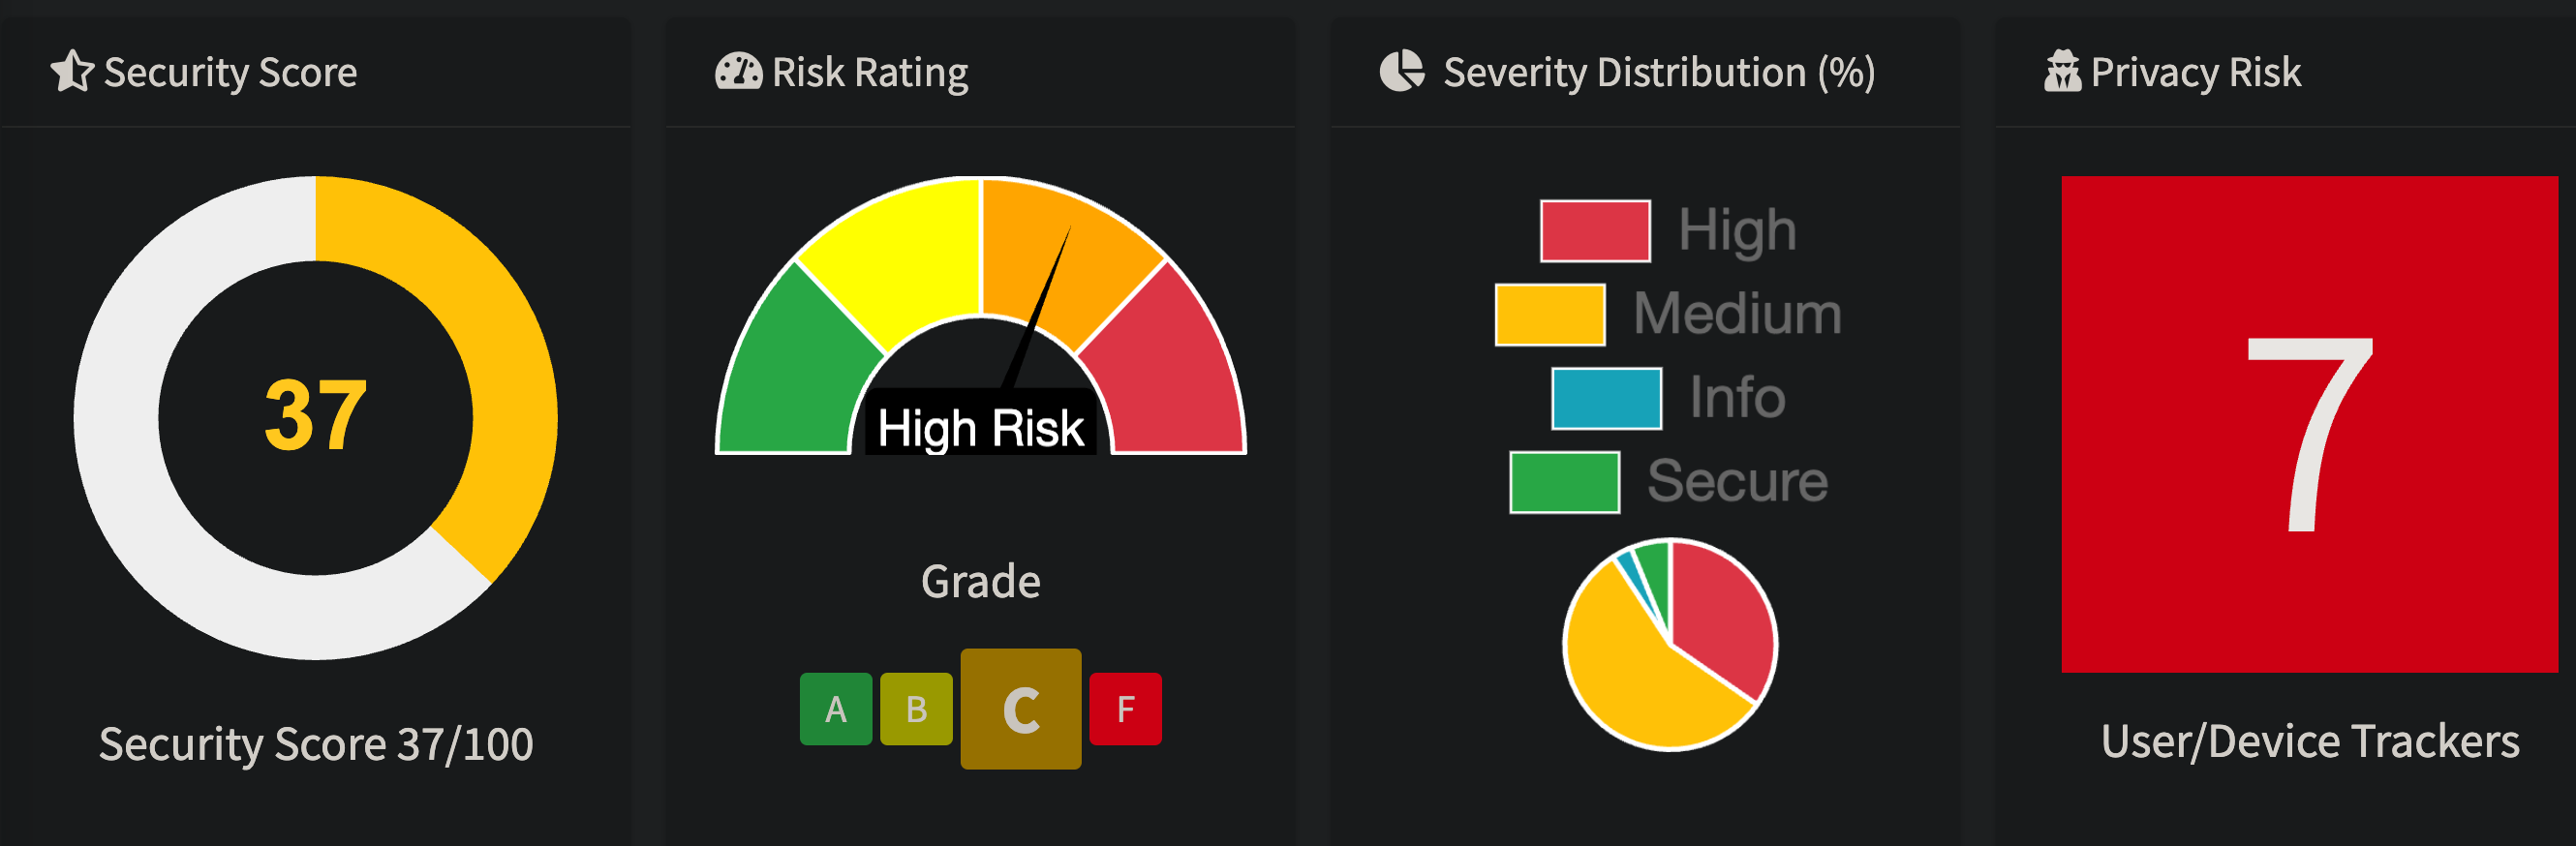 Security Score
37
Security Score 37/100
Risk Rating
High Risk
Grade
A B C F
Severity Distribution (%)
High
Medium
Info
Secure
Privacy Risk
7
User/Device Trackers